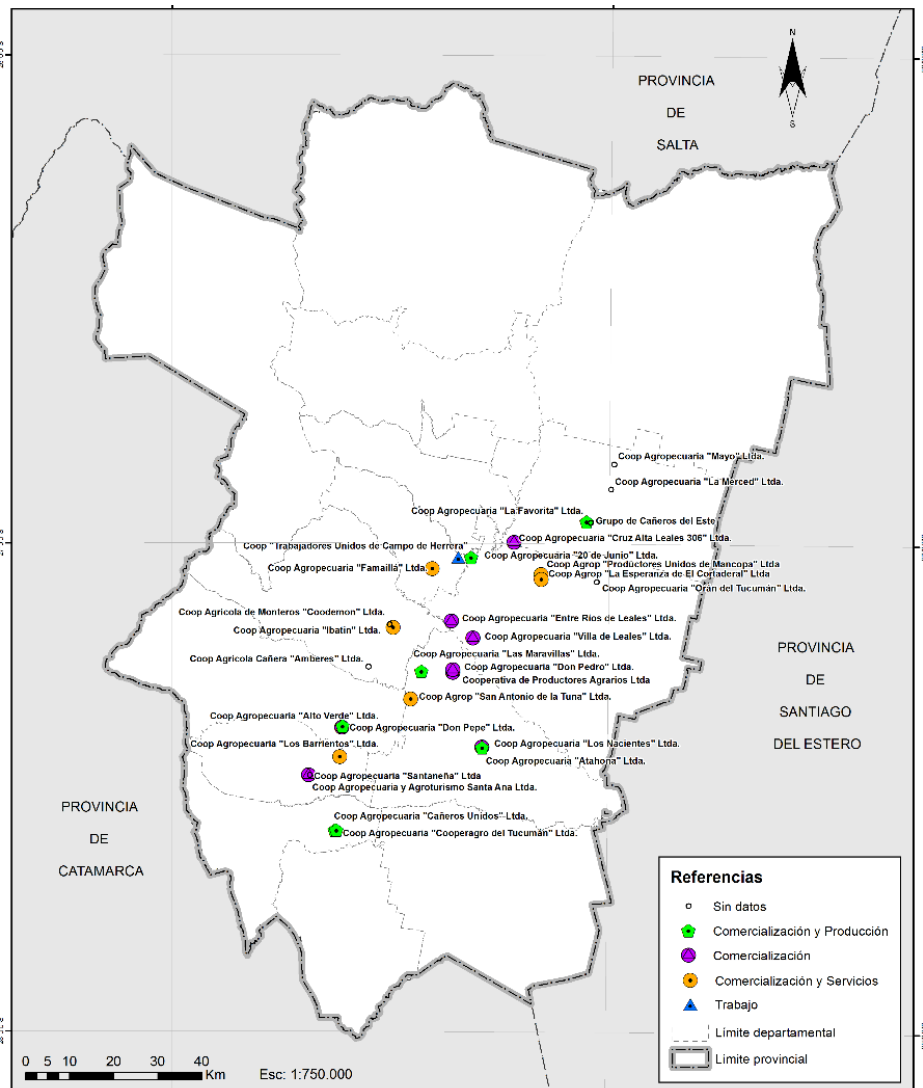 PROVINCIA
DE
SALTA
N
G
Coop Agropecuaria "Mayo" Ltda.
Coop Agropecuaria "La Merced" Ltda.
Coop Agropecuaria "La Favorita" Ltda.
Grupo de Cañeros del Este
Coop Agropecuaria "Cruz Alta Leales 306" Ltda.
Coop "Trabajadores Unidos de Campo de Herrera"
Coop Agropecuaria "20 de Junio" Ltda.
Coop Agropecuaria "Famaillá" Ltda.
Coop Agrop "Productores Unidos de Mancopa" Ltda
Coop Agrop "La Esperanza de El Cortaderal" Ltda
Coop Agropecuaria "Orán del Tucumán" Ltda.
Coop Agricola de Monteros "Coodemon" Ltda.
Coop Agropecuaria "Ibatín" Ltda.
Coop Agropecuaria "Entre Ríos de Leales" Ltda.
Coop Agropecuaria "Villa de Leales" Ltda.
Coop Agropecuaria "Las Maravillas" Ltda.
Coop Agricola Cañera "Amberes" Ltda.
Coop Agropecuaria "Don Pedro" Ltda.
Cooperativa de Productores Agrarios Ltda
Coop Agrop "San Antonio de la Tuna" Ltda.
Coop Agropecuaria "Alto Verde" Ltda.
Coop Agropecuaria "Don Pepe" Ltda.
Coop Agropecuaria "Los Barrientos" Ltda.
Coop Agropecuaria "Los Nacientes" Ltda.
Coop Agropecuaria "Atahona" Ltda.
Coop Agropecuaria "Santaneña" Ltda
Coop Agropecuaria y Agroturismo Santa Ana Ltda.
Coop Agropecuaria "Cañeros Unidos" Ltda.
Coop Agropecuaria "Cooperagro del Tucumán" Ltda.
PROVINCIA
DE
SANTIAGO
DEL ESTERO
PROVINCIA
DE
CATAMARCA
Referencias
Sin datos
Comercialización y Producción
Comercialización
Comercialización y Servicios
Trabajo
Límite departamental
Límite provincial
0 5 10 20 30 40
Km
Esc: 1:750.000